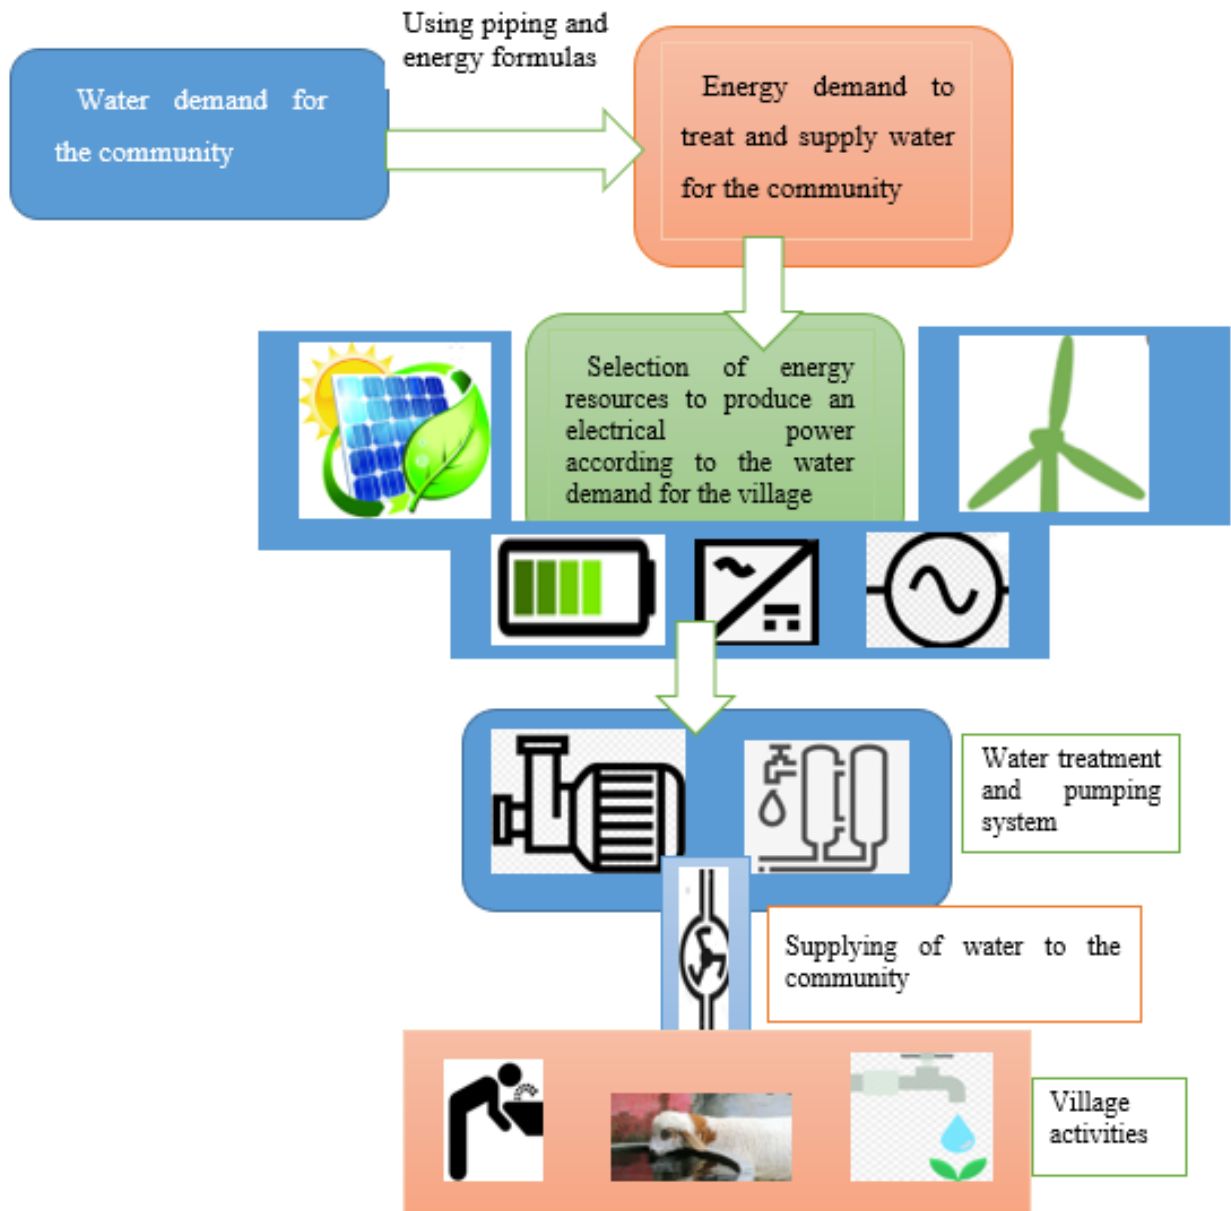 Using piping and
energy formulas
Water demand for
the community
Energy demand to
treat and supply water
for the community
Selection of energy
resources to produce an
electrical power
according to the water
demand for the village
Water treatment
and pumping
system
Supplying of water to the
community
Village
activities